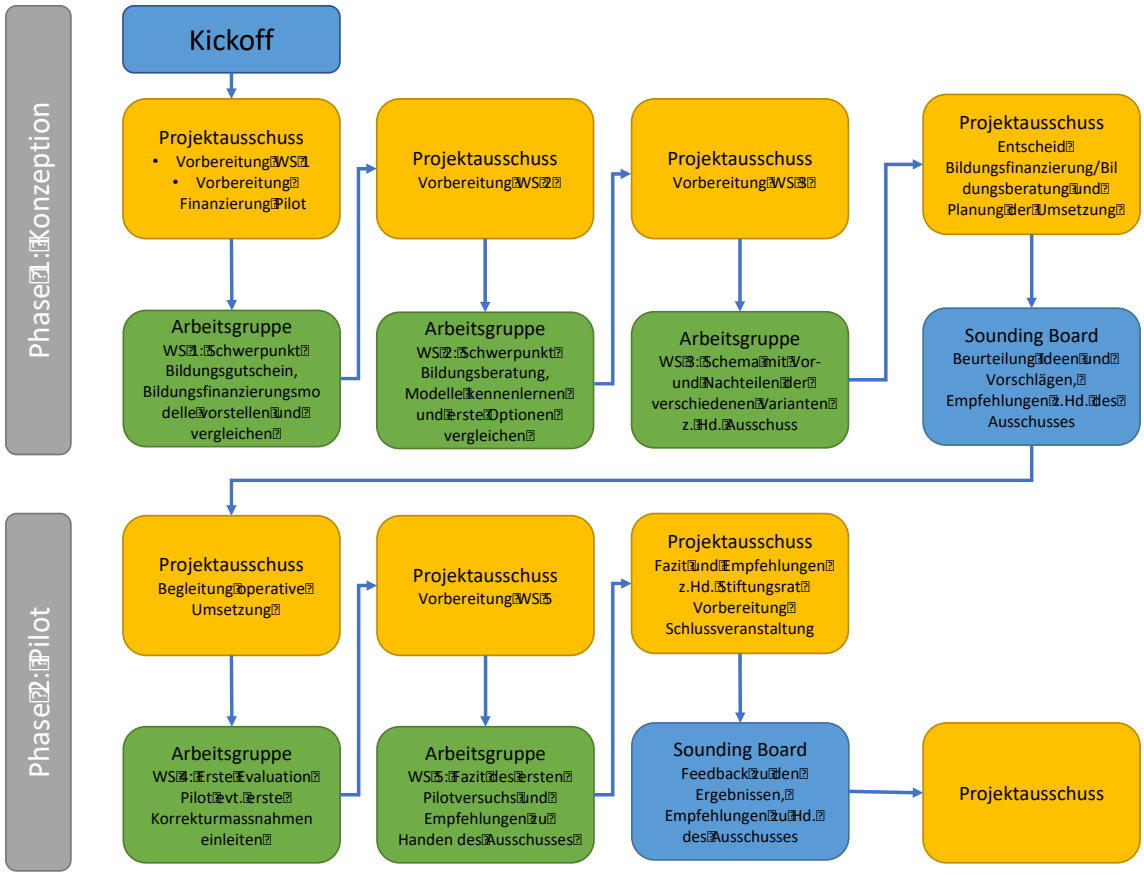 Phase 1: Konzeption
Kickoff
Projektausschuss
• Vorbereitung WS 1
• Vorbereitung
Finanzierung Pilot
Projektausschuss
Vorbereitung WS 2
Projektausschuss
Vorbereitung WS 3
Projektausschuss
Entscheid
Bildungsfinanzierung/Bil
dungsberatung und
Planung der Umsetzung
Arbeitsgruppe
WS 1: Schwerpunkt
Bildungsgutschein,
Bildungsfinanzierungsmo
delle vorstellen und
vergleichen
Arbeitsgruppe
WS 2: Schwerpunkt
Bildungsberatung,
Modelle kennenlernen
und erste Optionen
vergleichen
Arbeitsgruppe
WS 3: Schema mit Vor-
und Nachteilen der
verschiedenen Varianten
z. Hd. Ausschuss
Sounding Board
Beurteilung Ideen und
Vorschlägen,
Empfehlungen z.Hd. des
Ausschusses
Phase 2: Pilot
Projektausschuss
Begleitung operative
Umsetzung
Projektausschuss
Vorbereitung WS 5
Projektausschuss
Fazit und Empfehlungen
z.Hd. Stiftungsrat
Vorbereitung
Schlussveranstaltung
Arbeitsgruppe
WS 4: Erste Evaluation
Pilot evt. erste
Korrekturmassnahmen
einleiten
Arbeitsgruppe
WS 5: Fazit des ersten
Pilotversuchs und
Empfehlungen zu
Handen des Ausschusses
Sounding Board
Feedback zu den
Ergebnissen,
Empfehlungen zu Hd.
des Ausschusses
Projektausschuss